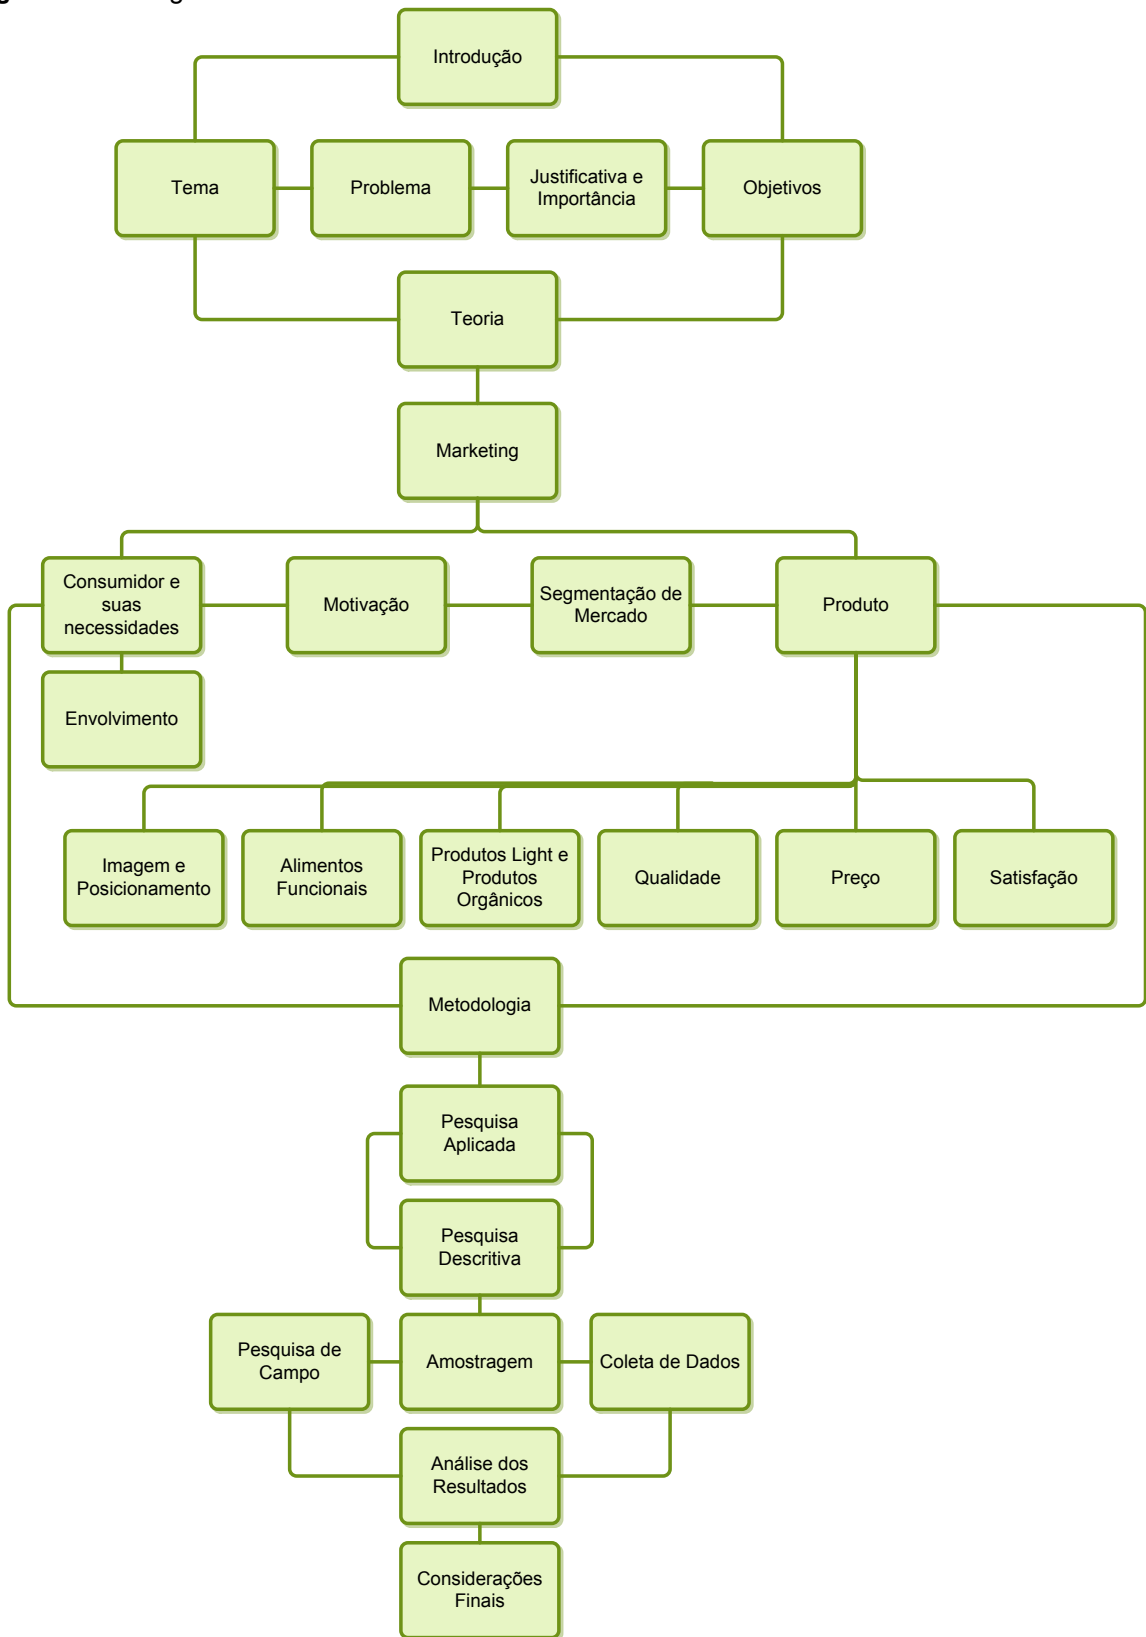 Introdução
Tema
Problema
Justificativa e
Importância
Objetivos
Teoria
Marketing
Consumidor e
suas
necessidades
Motivação
Segmentação de
Mercado
Produto
Envolvimento
Imagem e
Posicionamento
Alimentos
Funcionais
Produtos Light e
Produtos
Orgânicos
Qualidade
Preço
Satisfação
Metodologia
Pesquisa
Aplicada
Pesquisa
Descritiva
Pesquisa de
Campo
Amostragem
Coleta de Dados
Análise dos
Resultados
Considerações
Finais